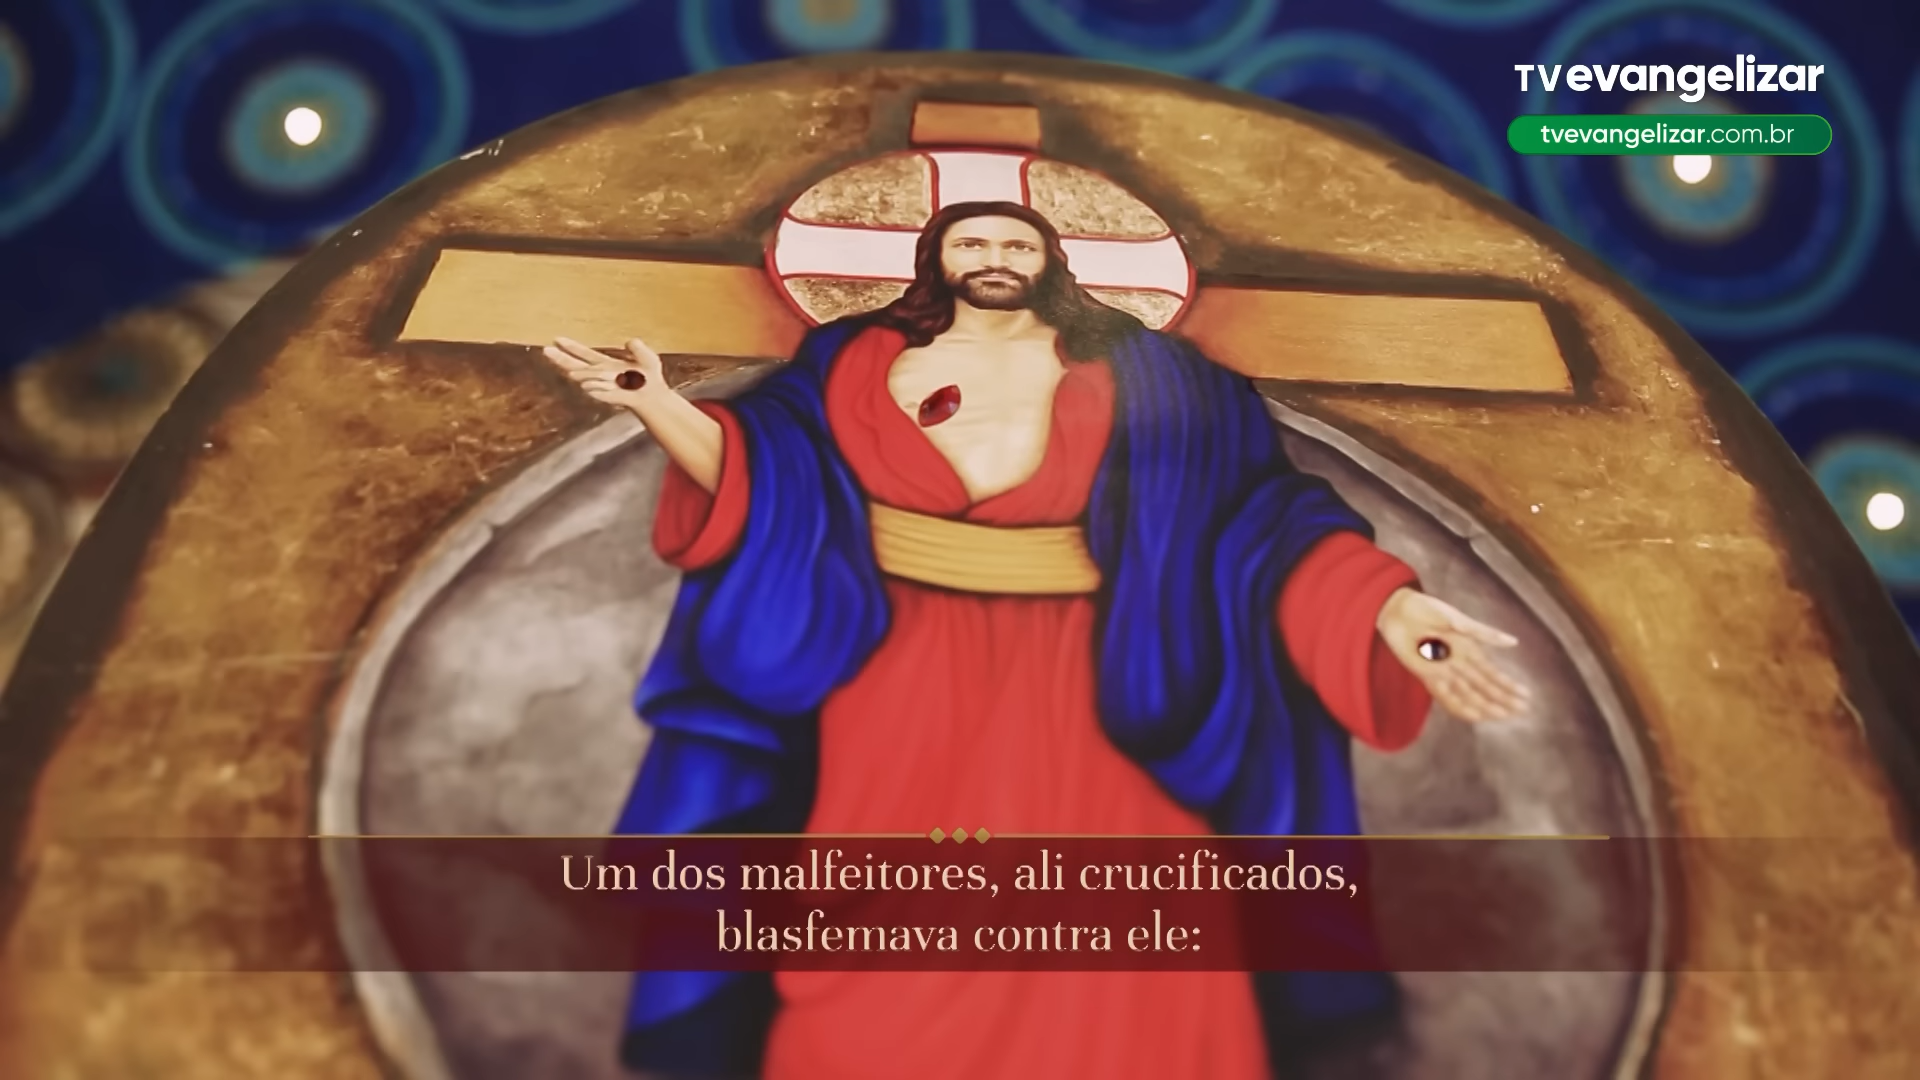 TVevangelizar
tvevangelizar.com.br
Um dos malfeitores, ali crucificados,
blasfemava contra ele: